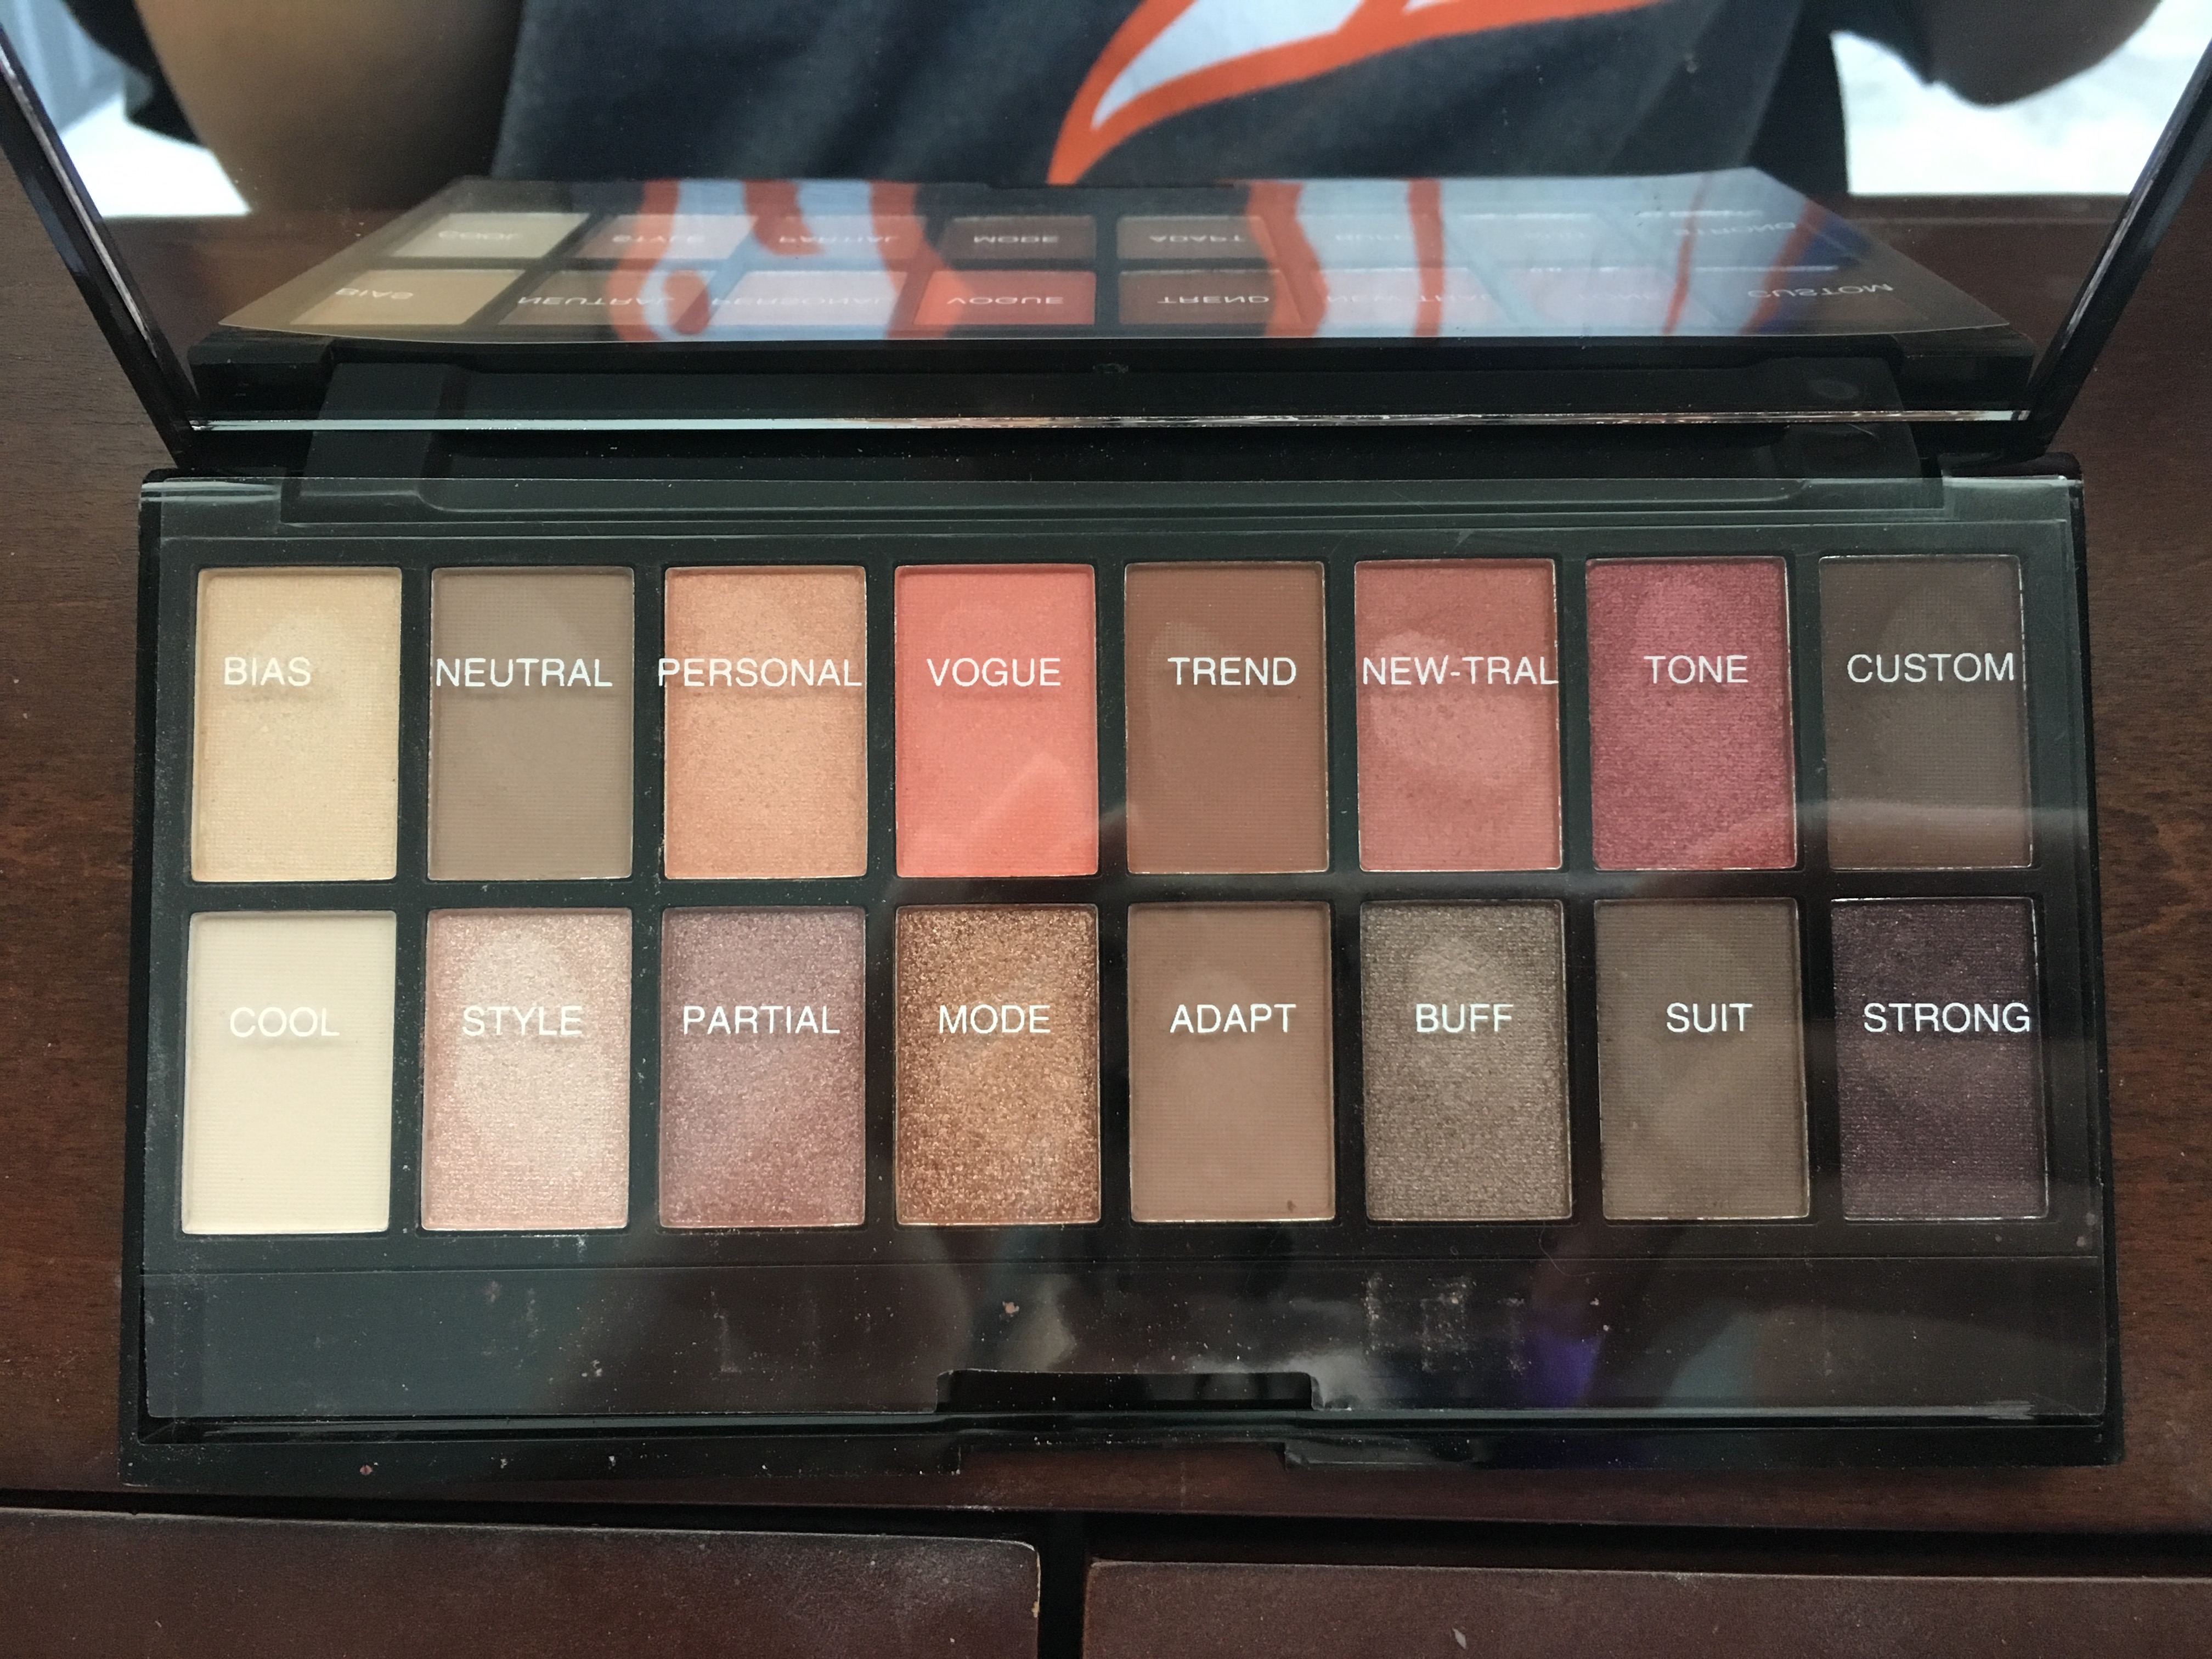 BIAS NEUTRAL PERSONAL VOGUE TREND NEW-TRAL TONE CUSTOM
COOL STYLE PARTIAL MODE ADAPT BUFF SUIT STRONG